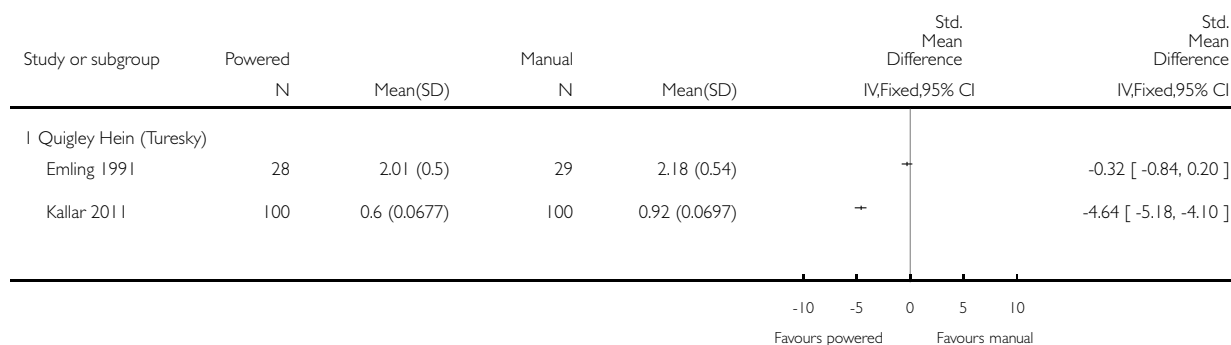 Study or subgroup Powered Manual Std. Mean Difference Std. Mean Difference
N Mean(SD) N Mean(SD) IV,Fixed,95% CI IV,Fixed,95% CI
1 Quigley Hein (Turesky)
Emling 1991 28 2.01 (0.5) 29 2.18 (0.54) -0.32 [ -0.84, 0.20 ]
Kallar 2011 100 0.6 (0.0677) 100 0.92 (0.0697) -4.64 [ -5.18, -4.10 ]
-10 -5 0 5 10
Favours powered Favours manual